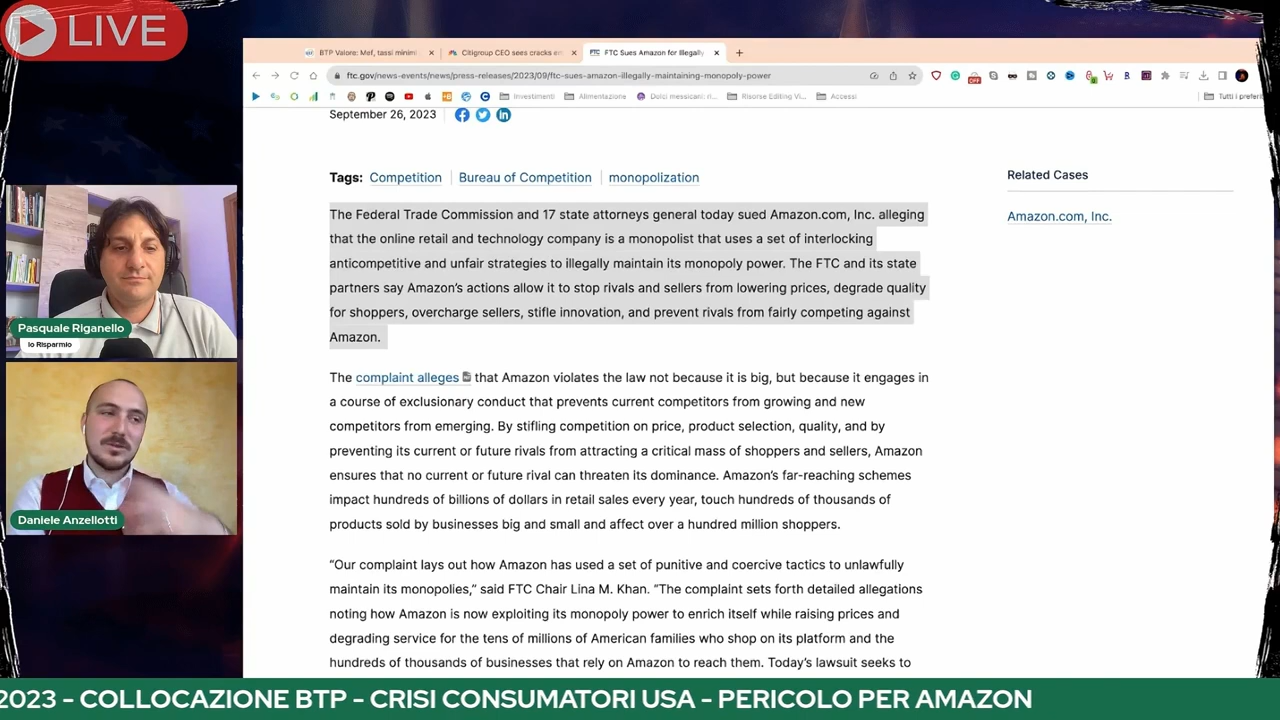 LIVE
BTP Valore: Mef, tassi minimi
Citigroup CEO sees cracks em
FTC Sues Amazon for Illegally
ftc.gov/news-events/news/press-releases/2023/09/ftc-sues-amazon-illegally-maintaining-monopoly-power
Investimenti
Alimentazione
Dolci messicani: ri...
Risorse Editing Vi...
Accessi
Tutti i preferi
September 26, 2023
Tags: Competition Bureau of Competition monopolization
Related Cases
Amazon.com, Inc.
The Federal Trade Commission and 17 state attorneys general today sued Amazon.com, Inc. alleging
that the online retail and technology company is a monopolist that uses a set of interlocking
anticompetitive and unfair strategies to illegally maintain its monopoly power. The FTC and its state
partners say Amazon’s actions allow it to stop rivals and sellers from lowering prices, degrade quality
for shoppers, overcharge sellers, stifle innovation, and prevent rivals from fairly competing against
Amazon.
The complaint alleges that Amazon violates the law not because it is big, but because it engages in
a course of exclusionary conduct that prevents current competitors from growing and new
competitors from emerging. By stifling competition on price, product selection, quality, and by
preventing its current or future rivals from attracting a critical mass of shoppers and sellers, Amazon
ensures that no current or future rival can threaten its dominance. Amazon’s far-reaching schemes
impact hundreds of billions of dollars in retail sales every year, touch hundreds of thousands of
products sold by businesses big and small and affect over a hundred million shoppers.
“Our complaint lays out how Amazon has used a set of punitive and coercive tactics to unlawfully
maintain its monopolies,” said FTC Chair Lina M. Khan. “The complaint sets forth detailed allegations
noting how Amazon is now exploiting its monopoly power to enrich itself while raising prices and
degrading service for the tens of millions of American families who shop on its platform and the
hundreds of thousands of businesses that rely on Amazon to reach them. Today’s lawsuit seeks to
Pasquale Riganello
Io Risparmio
Daniele Anzellotti
2023 – COLLOCAZIONE BTP – CRISI CONSUMATORI USA – PERICOLO PER AMAZON